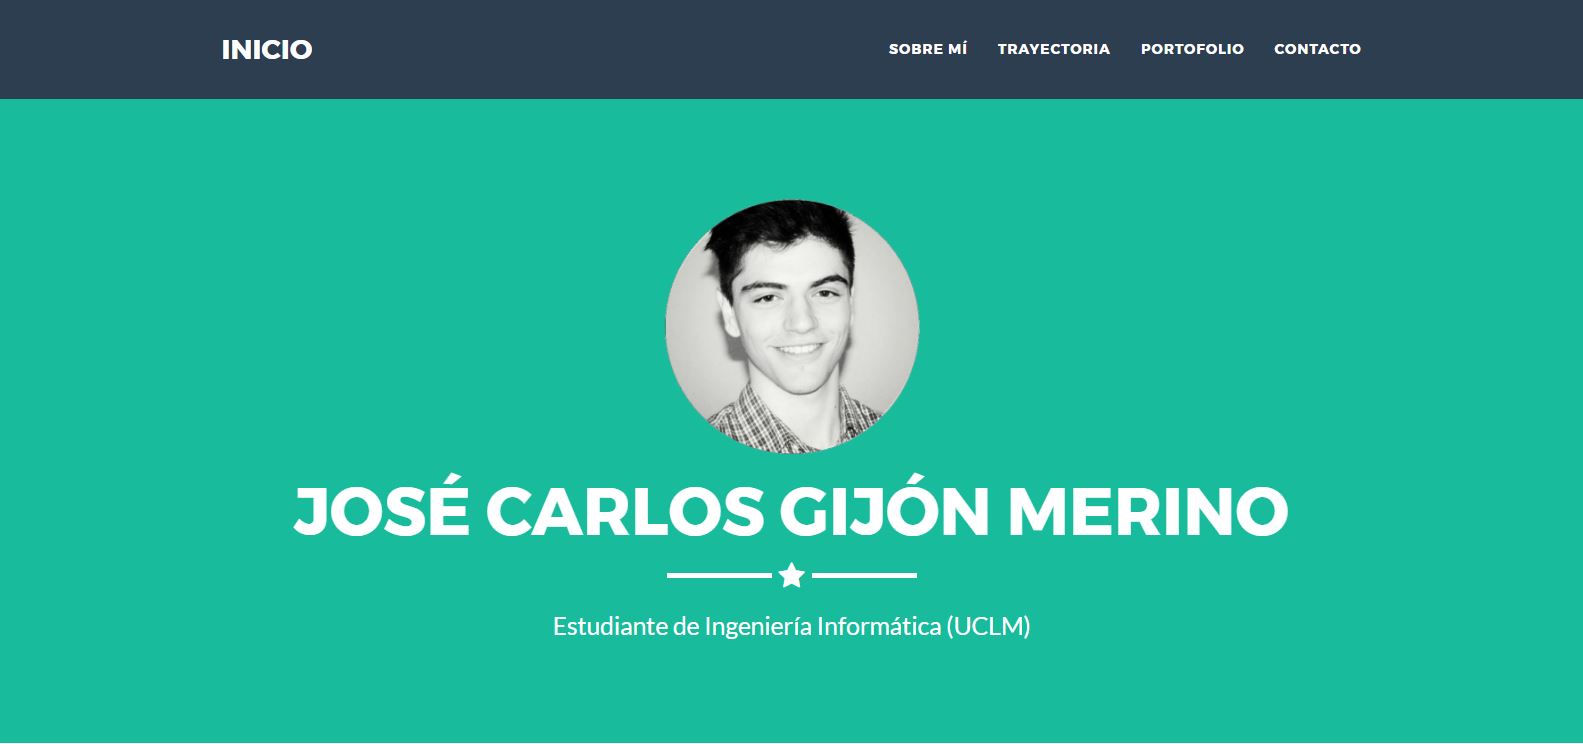 INICIO
SOBRE MÍ TRAYECTORIA PORTOFOLIO CONTACTO
JOSÉ CARLOS GIJÓN MERINO
Estudiante de Ingeniería Informática (UCLM)